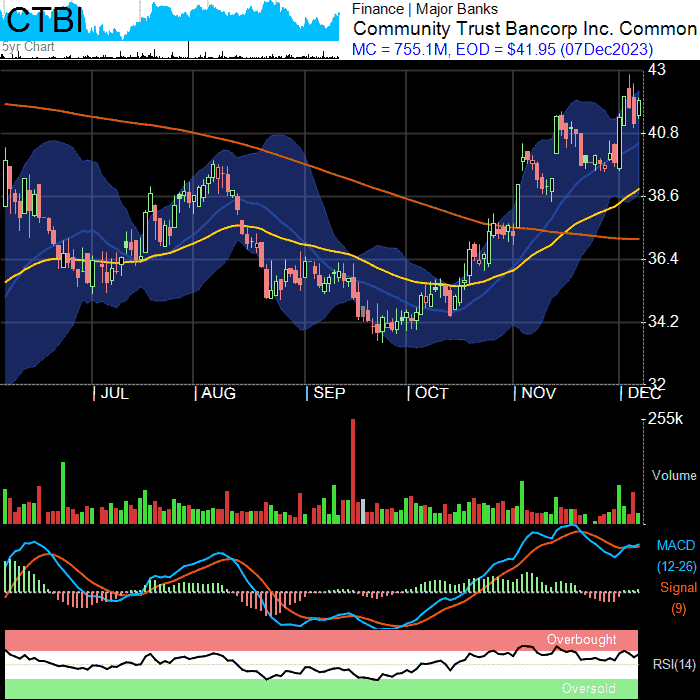 CTBI
5yr Chart
Finance | Major Banks
Community Trust Bancorp Inc. Common
MC = 755.1M, EOD = $41.95 (07Dec2023)
43
40.8
38.6
36.4
34.2
32
| JUL | AUG | SEP | OCT | NOV | DEC
255k
Volume
MACD
(12-26)
Signal
(9)
Overbought
RSI(14)
Oversold